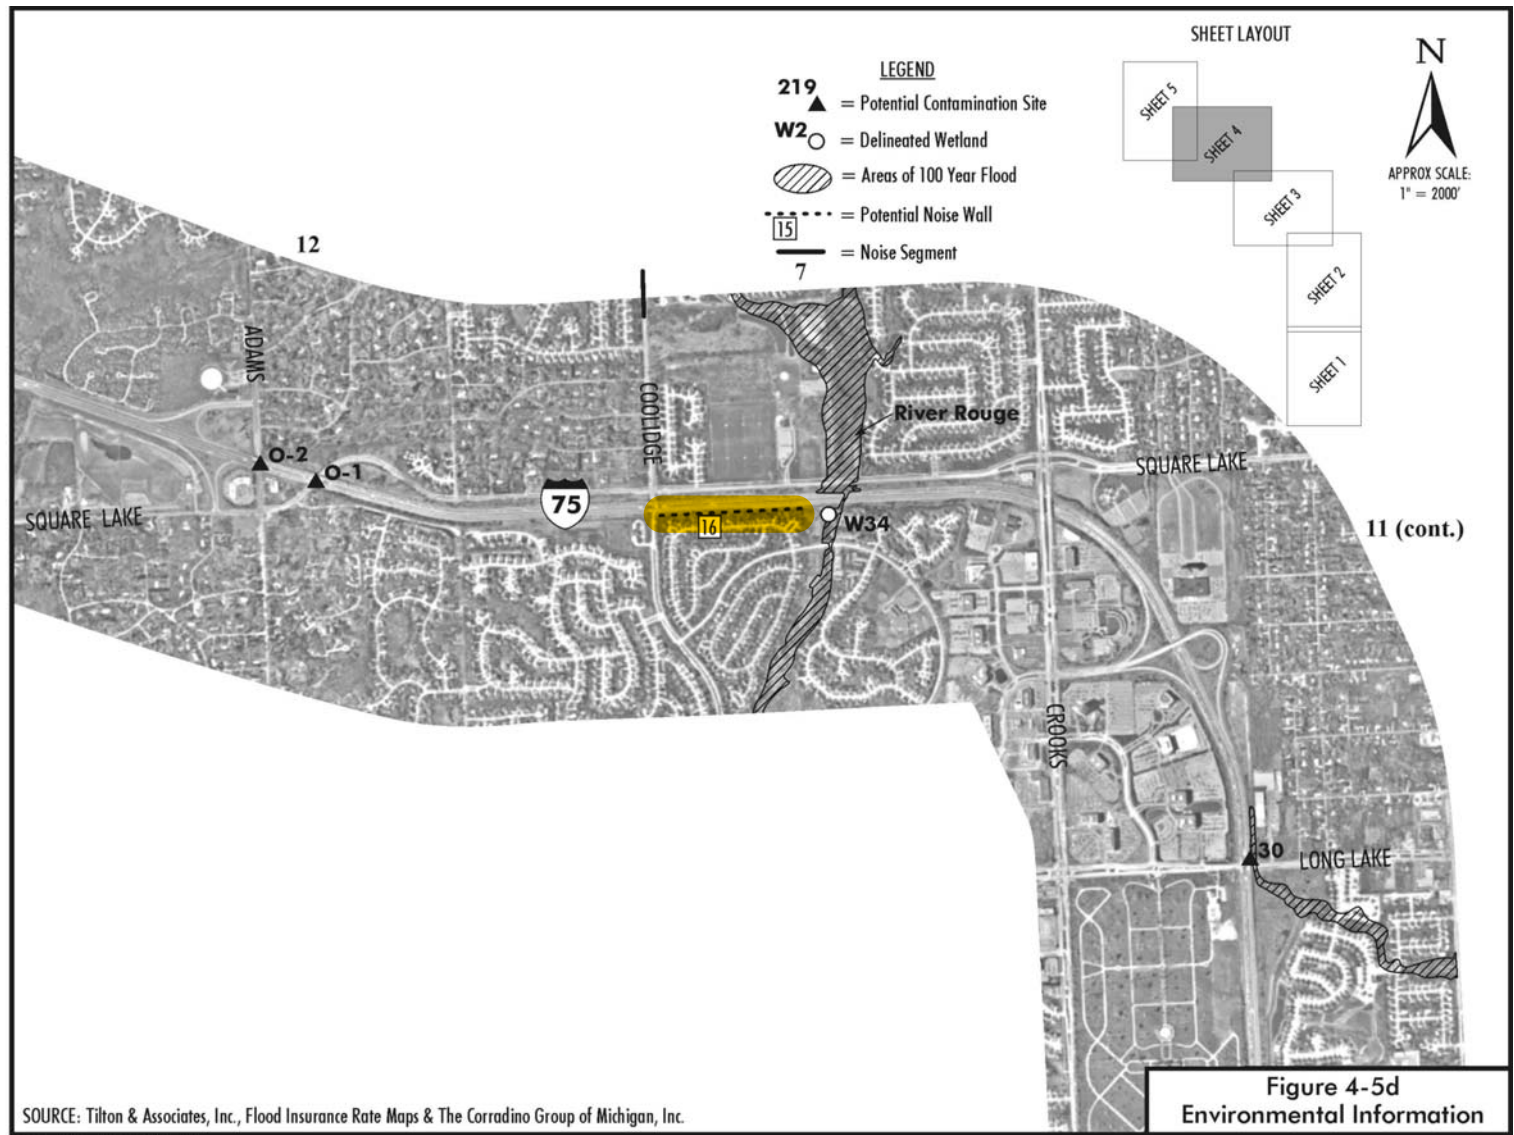 SHEET LAYOUT
LEGEND
219
= Potential Contamination Site
W2
= Delineated Wetland
= Areas of 100 Year Flood
= Potential Noise Wall
15
= Noise Segment
7
SHEET 5
SHEET 4
SHEET 3
SHEET 2
SHEET 1
N
APPROX SCALE:
1" = 2000'
12
ADAMS
COOLIDGE
River Rouge
O-2
O-1
SQUARE LAKE
75
SQUARE LAKE
16
W34
11 (cont.)
CROOKS
30
LONG LAKE
SOURCE: Tilton & Associates, Inc., Flood Insurance Rate Maps & The Corradino Group of Michigan, Inc.
Figure 4-5d
Environmental Information